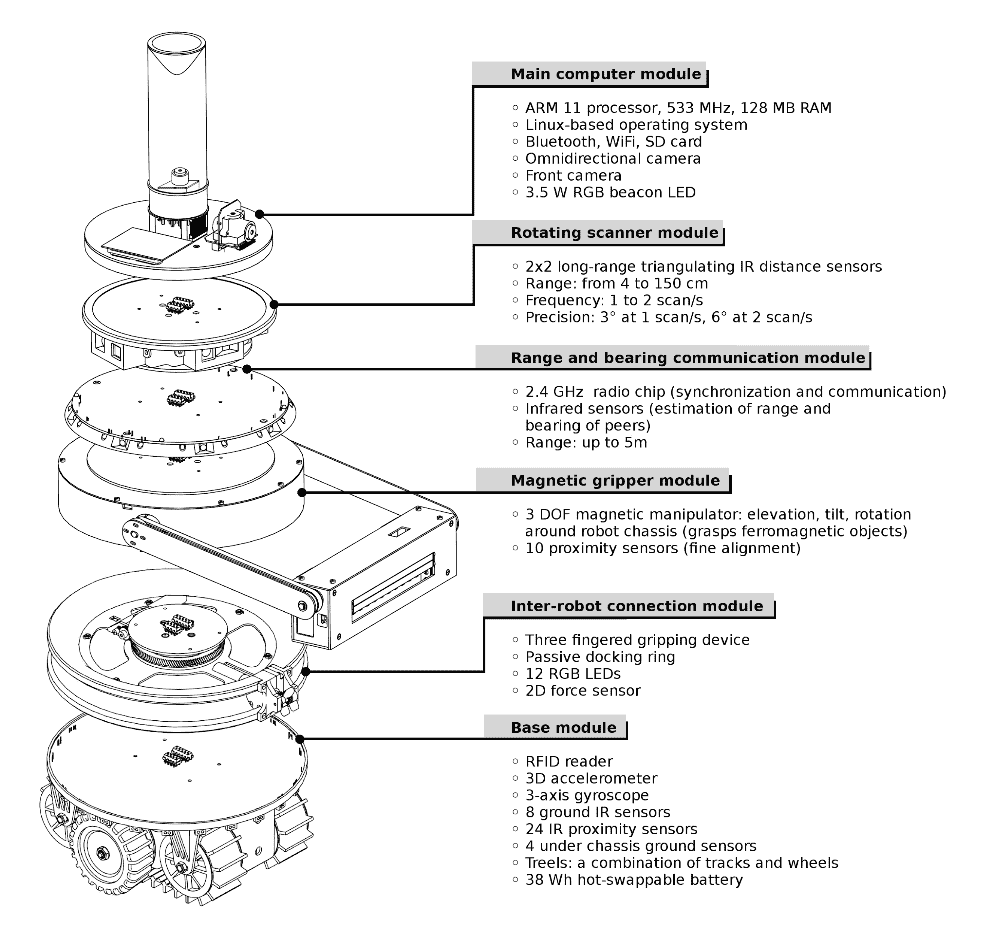 Main computer module
◦ ARM 11 processor, 533 MHz, 128 MB RAM
◦ Linux-based operating system
◦ Bluetooth, WiFi, SD card
◦ Omnidirectional camera
◦ Front camera
◦ 3.5 W RGB beacon LED
Rotating scanner module
◦ 2x2 long-range triangulating IR distance sensors
◦ Range: from 4 to 150 cm
◦ Frequency: 1 to 2 scan/s
◦ Precision: 3° at 1 scan/s, 6° at 2 scan/s
Range and bearing communication module
◦ 2.4 GHz  radio chip (synchronization and communication)
◦ Infrared sensors (estimation of range and
bearing of peers)
◦ Range: up to 5m
Magnetic gripper module
◦ 3 DOF magnetic manipulator: elevation, tilt, rotation
around robot chassis (grasps ferromagnetic objects)
◦ 10 proximity sensors (fine alignment)
Inter-robot connection module
◦ Three fingered gripping device
◦ Passive docking ring
◦ 12 RGB LEDs
◦ 2D force sensor
Base module
◦ RFID reader
◦ 3D accelerometer
◦ 3-axis gyroscope
◦ 8 ground IR sensors
◦ 24 IR proximity sensors
◦ 4 under chassis ground sensors
◦ Treels: a combination of tracks and wheels
◦ 38 Wh hot-swappable battery